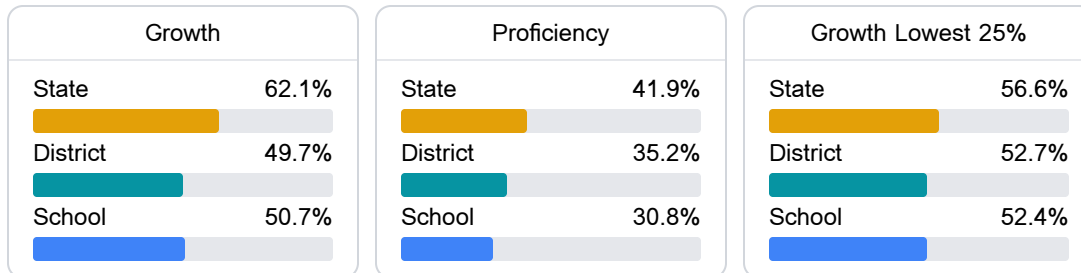 Growth
State 62.1%
District 49.7%
School 50.7%
Proficiency
State 41.9%
District 35.2%
School 30.8%
Growth Lowest 25%
State 56.6%
District 52.7%
School 52.4%